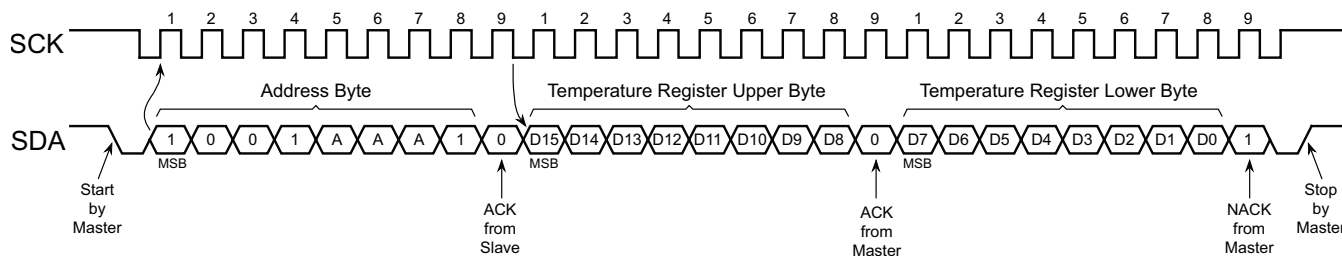 1 2 3 4 5 6 7 8 9 1 2 3 4 5 6 7 8 9 1 2 3 4 5 6 7 8 9
SCK
Address Byte Temperature Register Upper Byte Temperature Register Lower Byte
SDA 1 0 0 1 A A A 1 0 D15 D14 D13 D12 D11 D10 D9 D8 0 D7 D6 D5 D4 D3 D2 D1 D0 1
MSB MSB MSB
Start
by
Master
ACK
from
Slave
ACK
from
Master
NACK
from
Master
Stop
by
Master